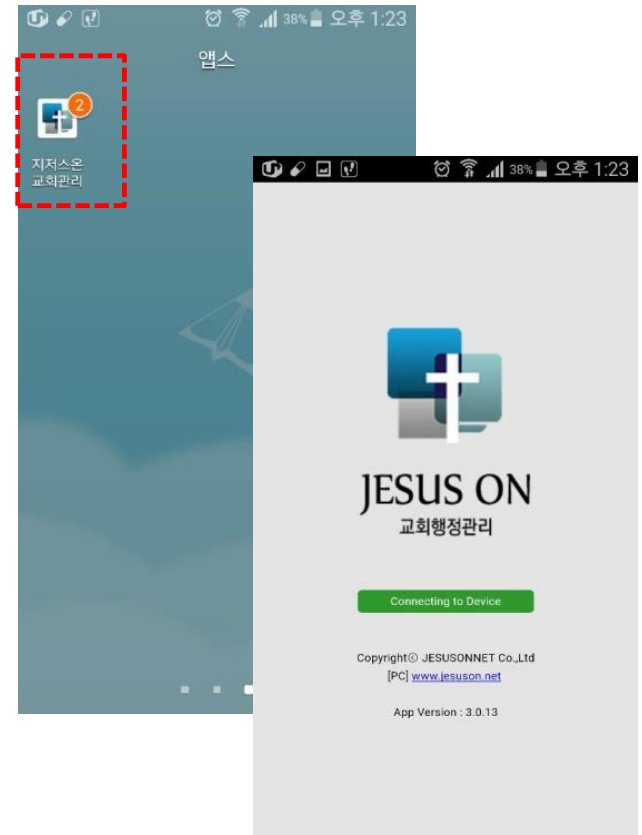 38% 오후 1:23
앱스
2
지저스온
교회관리
38% 오후 1:23
JESUS ON
교회행정관리
Connecting to Device
Copyrightⓒ JESUSONNET Co.,Ltd
[PC] www.jesuson.net
App Version : 3.0.13